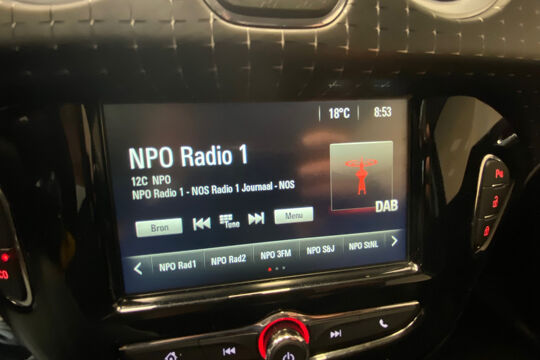 18°C 8:53
NPO Radio 1
12C NPO
NPO Radio 1 - NOS Radio 1 Journaal - NOS
DAB
Bron Tune Menu
NPO Rad1 NPO Rad2 NPO 3FM NPO S&J NPO StNL